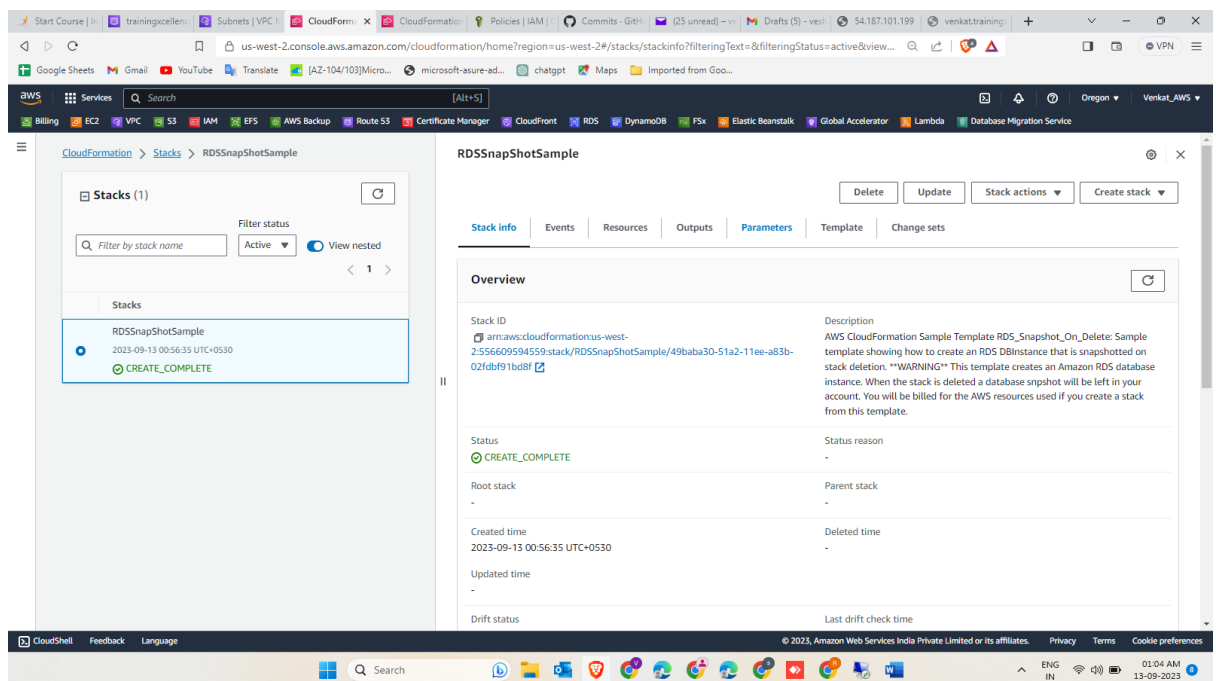 Start Course | In
trainingxcellenc
Subnets | VPC
CloudForma
CloudFormation
Policies | IAM |
Commits · GitH
(25 unread) – ve
Drafts (5) - vesh
54.187.101.199
venkat.training
us-west-2.console.aws.amazon.com/cloudformation/home?region=us-west-2#/stacks/stackinfo?filteringText=&filteringStatus=active&view...
VPN
Google Sheets
Gmail
YouTube
Translate
[AZ-104/103]Micro...
microsoft-asure-ad...
chatgpt
Maps
Imported from Goo...
aws
Services
Search
[Alt+S]
Oregon
Venkat_AWS
Billing
EC2
VPC
S3
IAM
EFS
AWS Backup
Route 53
Certificate Manager
CloudFront
RDS
DynamoDB
FSx
Elastic Beanstalk
Global Accelerator
Lambda
Database Migration Service
CloudFormation > Stacks > RDSSnapShotSample
Stacks (1)
Filter status
Filter by stack name
Active
View nested
1
Stacks
RDSSnapShotSample
2023-09-13 00:56:35 UTC+0530
CREATE_COMPLETE
RDSSnapShotSample
Delete
Update
Stack actions
Create stack
Stack info
Events
Resources
Outputs
Parameters
Template
Change sets
Overview
Stack ID
arn:aws:cloudformation:us-west-
2:556609594559:stack/RDSSnapShotSample/49baba30-51a2-11ee-a83b-
02fdbf91bd8f
Description
AWS CloudFormation Sample Template RDS_Snapshot_On_Delete: Sample
template showing how to create an RDS DBInstance that is snapshotted on
stack deletion. **WARNING** This template creates an Amazon RDS database
instance. When the stack is deleted a database snpshot will be left in your
account. You will be billed for the AWS resources used if you create a stack
from this template.
Status
CREATE_COMPLETE
Status reason
-
Root stack
-
Parent stack
-
Created time
2023-09-13 00:56:35 UTC+0530
Deleted time
-
Updated time
-
Drift status
Last drift check time
CloudShell
Feedback
Language
© 2023, Amazon Web Services India Private Limited or its affiliates.
Privacy
Terms
Cookie preferences
Search
ENG
IN
01:04 AM
13-09-2023
8